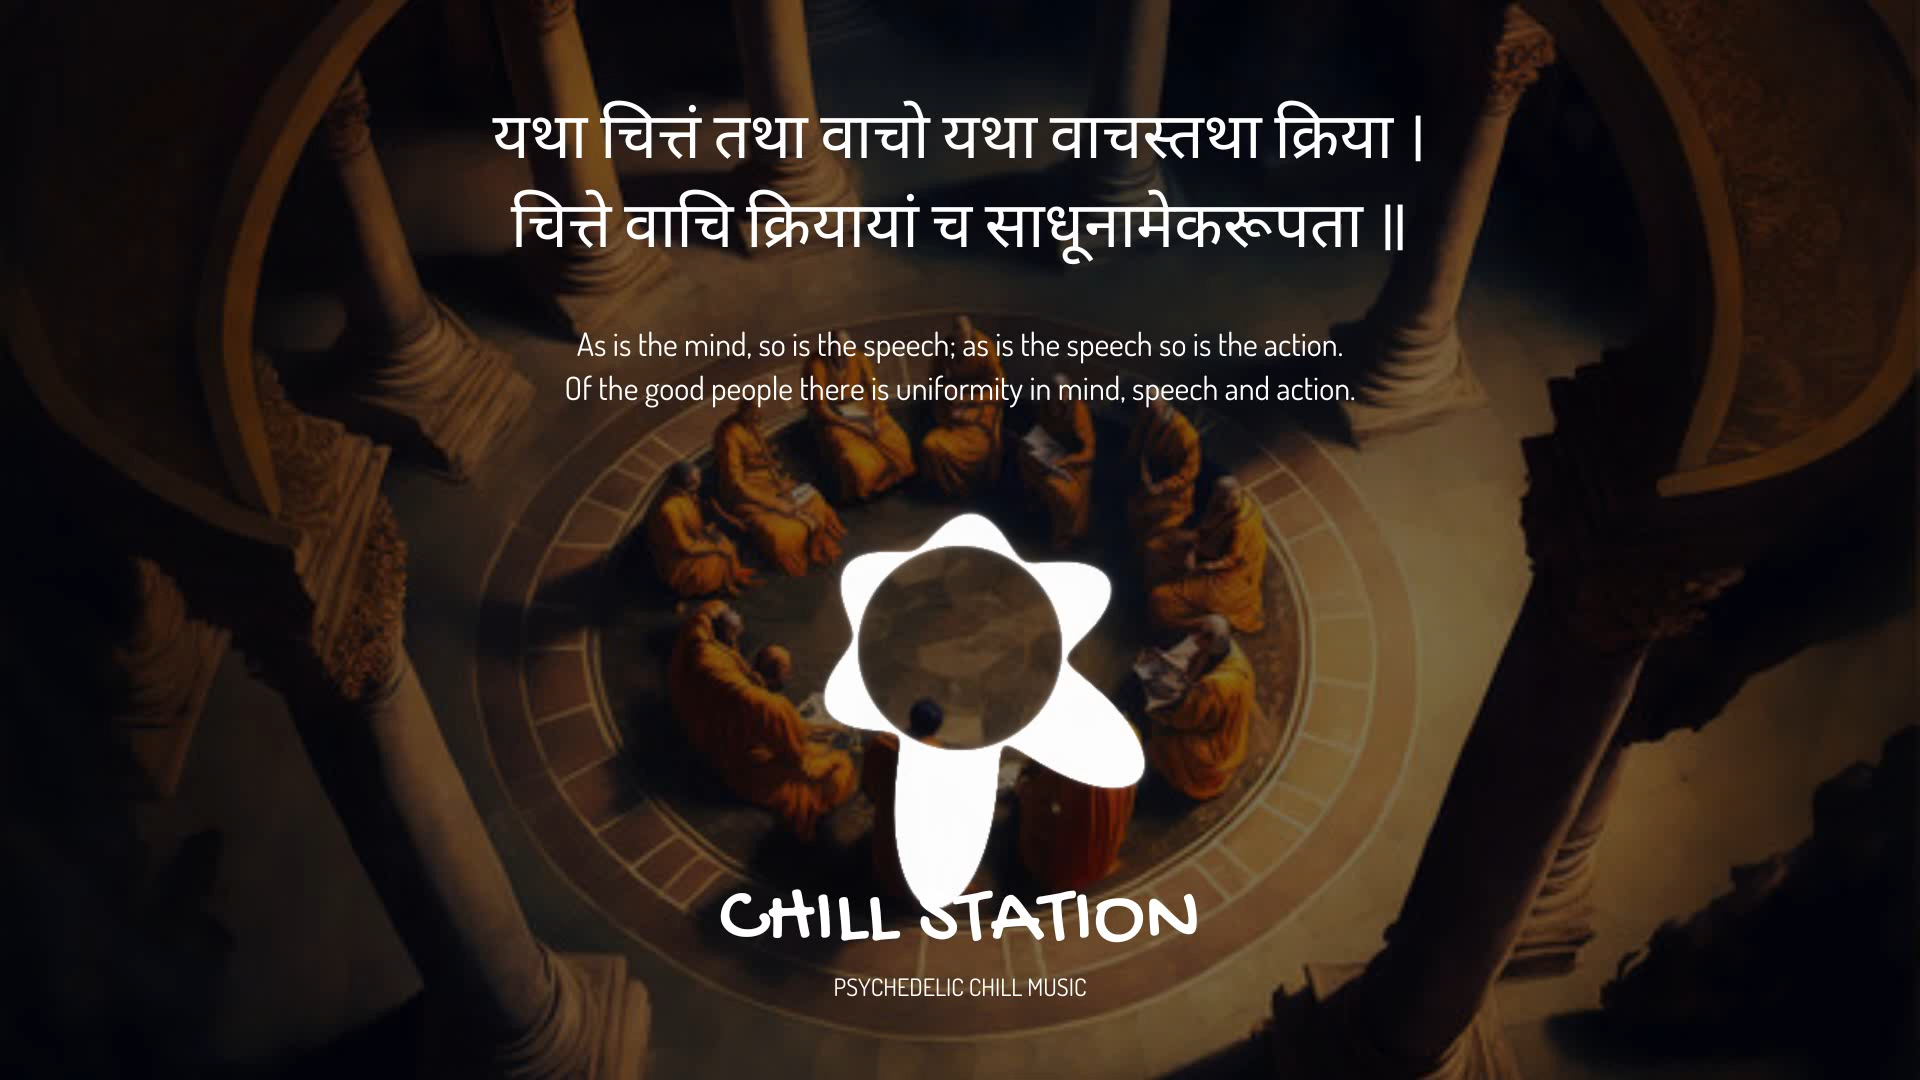 यथा चित्तं तथा वाचो यथा वाचस्तथा क्रिया ।
चित्ते वाचि क्रियायां च साधूनामेकरूपता ॥
As is the mind, so is the speech; as is the speech so is the action.
Of the good people there is uniformity in mind, speech and action.
CHILL STATION
PSYCHEDELIC CHILL MUSIC